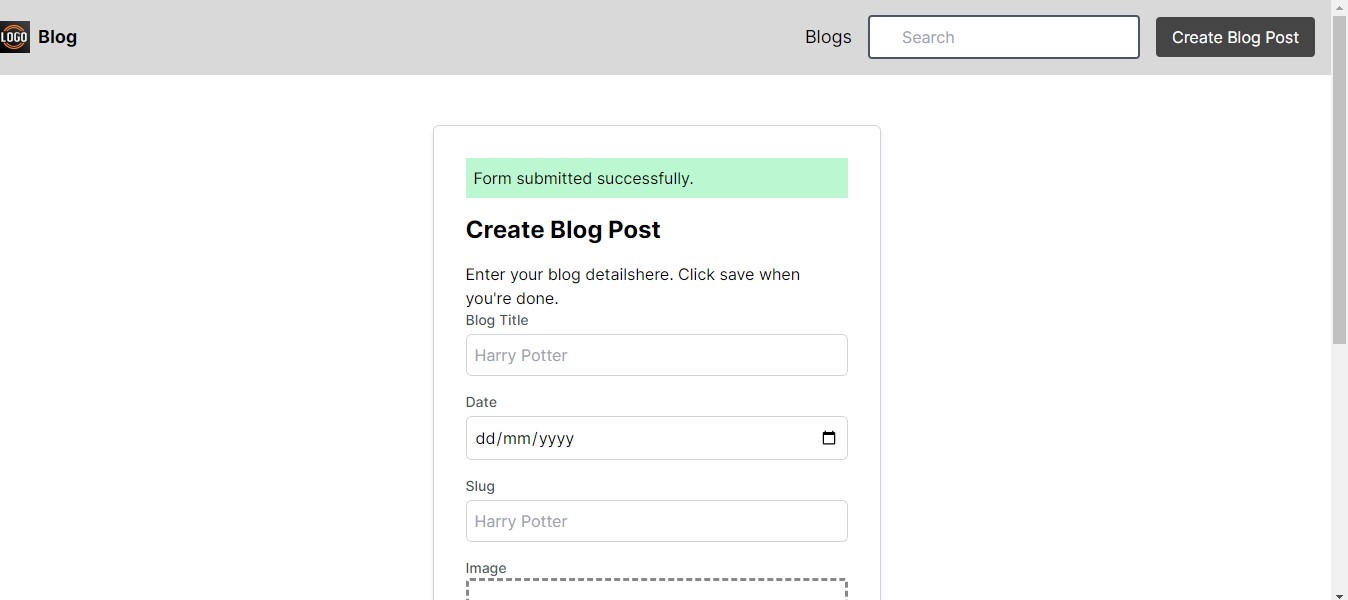 LOGO
Blog
Blogs
Search
Create Blog Post
Form submitted successfully.
Create Blog Post
Enter your blog detailshere. Click save when
you're done.
Blog Title
Harry Potter
Date
dd/mm/yyyy
Slug
Harry Potter
Image